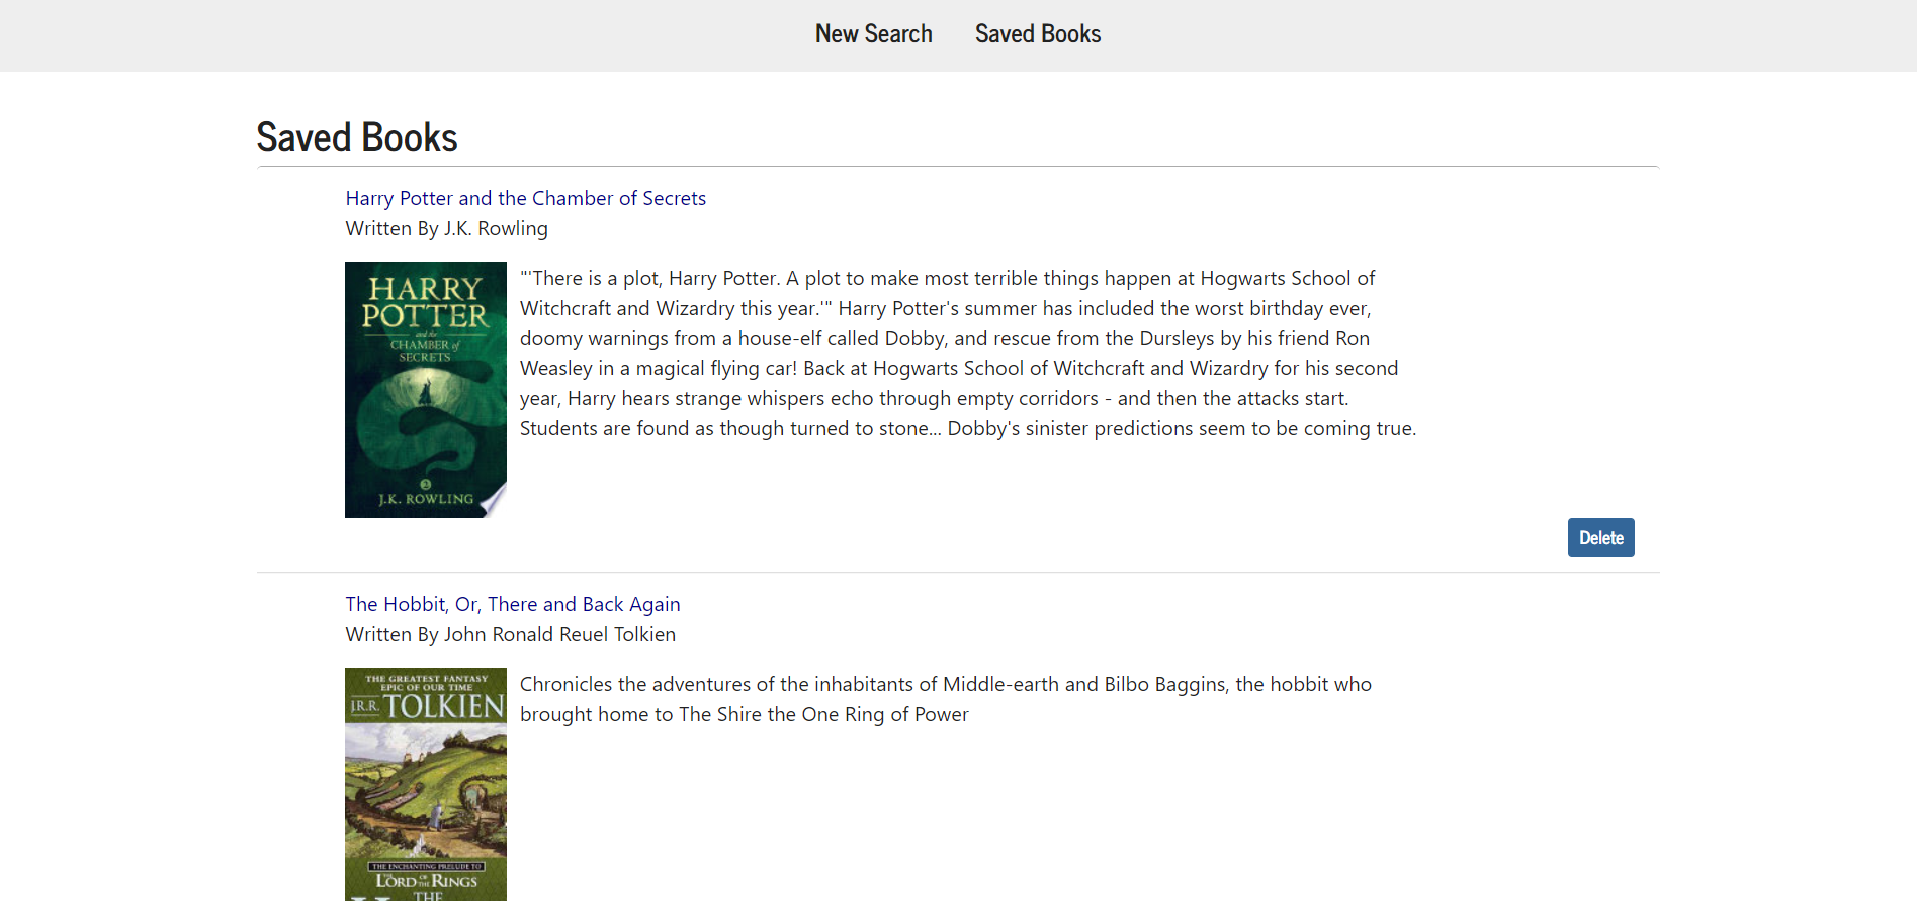 New Search Saved Books
Saved Books
Harry Potter and the Chamber of Secrets
Written By J.K. Rowling
HARRY
POTTER
and the
CHAMBER of
SECRETS
2
J.K. ROWLING
"'There is a plot, Harry Potter. A plot to make most terrible things happen at Hogwarts School of
Witchcraft and Wizardry this year.'" Harry Potter's summer has included the worst birthday ever,
doomy warnings from a house-elf called Dobby, and rescue from the Dursleys by his friend Ron
Weasley in a magical flying car! Back at Hogwarts School of Witchcraft and Wizardry for his second
year, Harry hears strange whispers echo through empty corridors - and then the attacks start.
Students are found as though turned to stone... Dobby's sinister predictions seem to be coming true.
Delete
The Hobbit, Or, There and Back Again
Written By John Ronald Reuel Tolkien
THE GREATEST FANTASY
EPIC OF OUR TIME
J.R.R. TOLKIEN
THE ENCHANTING PRELUDE TO
THE LORD OF THE RINGS
THE
Chronicles the adventures of the inhabitants of Middle-earth and Bilbo Baggins, the hobbit who
brought home to The Shire the One Ring of Power